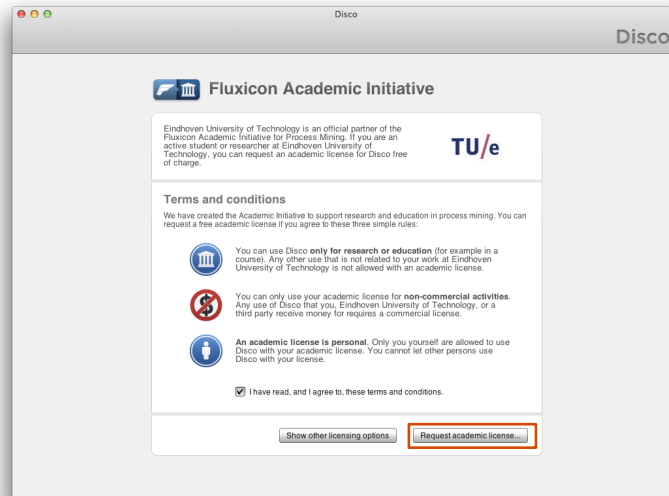 Disco
Disco
Fluxicon Academic Initiative
Eindhoven University of Technology is an official partner of the
Fluxicon Academic Initiative for Process Mining. If you are an
active student or researcher at Eindhoven University of
Technology, you can request an academic license for Disco free
of charge.
TU/e
Terms and conditions
We have created the Academic Initiative to support research and education in process mining. You can
request a free academic license if you agree to these three simple rules:
You can use Disco only for research or education (for example in a
course). Any other use that is not related to your work at Eindhoven
University of Technology is not allowed with an academic license.
You can only use your academic license for non-commercial activities.
Any use of Disco that you, Eindhoven University of Technology, or a
third party receive money for requires a commercial license.
An academic license is personal. Only you yourself are allowed to use
Disco with your academic license. You cannot let other persons use
Disco with your license.
I have read, and I agree to, these terms and conditions.
Show other licensing options
Request academic license...